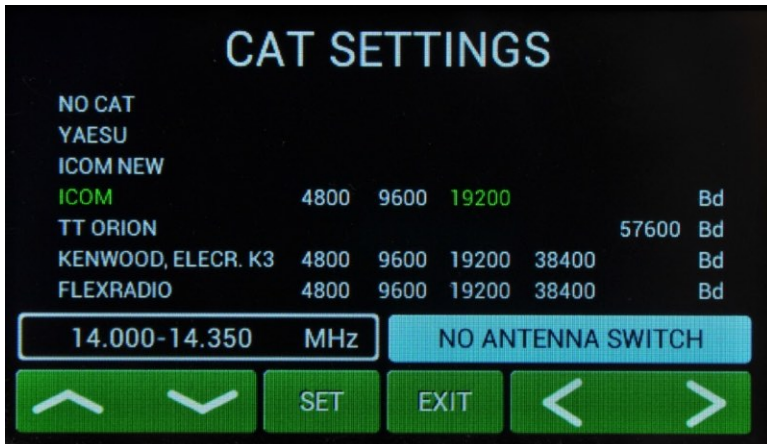 CAT SETTINGS
NO CAT
YAESU
ICOM NEW
ICOM 4800 9600 19200 Bd
TT ORION 57600 Bd
KENWOOD, ELECR. K3 4800 9600 19200 38400 Bd
FLEXRADIO 4800 9600 19200 38400 Bd
14.000-14.350 MHz NO ANTENNA SWITCH
SET EXIT